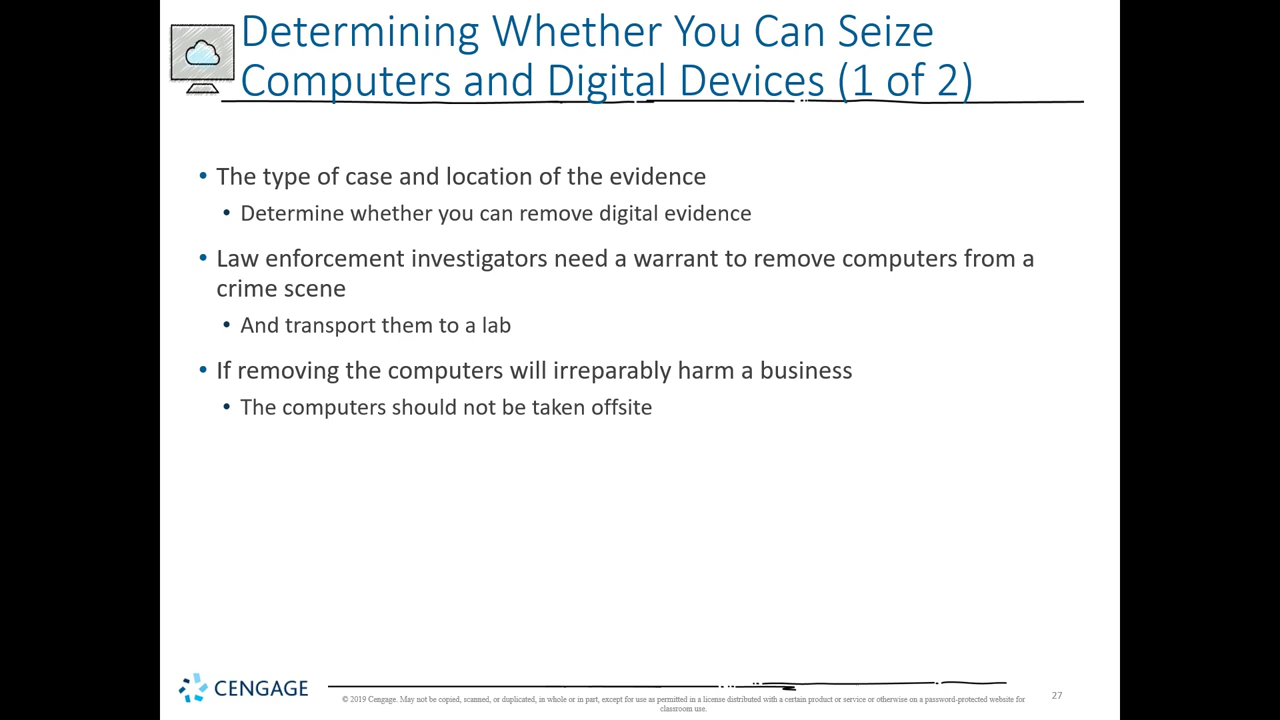 Determining Whether You Can Seize
Computers and Digital Devices (1 of 2)
• The type of case and location of the evidence
• Determine whether you can remove digital evidence
• Law enforcement investigators need a warrant to remove computers from a
crime scene
• And transport them to a lab
• If removing the computers will irreparably harm a business
• The computers should not be taken offsite
CENGAGE
© 2019 Cengage. May not be copied, scanned, or duplicated, in whole or in part, except for use as permitted in a license distributed with a certain product or service or otherwise on a password-protected website for
classroom use.
27